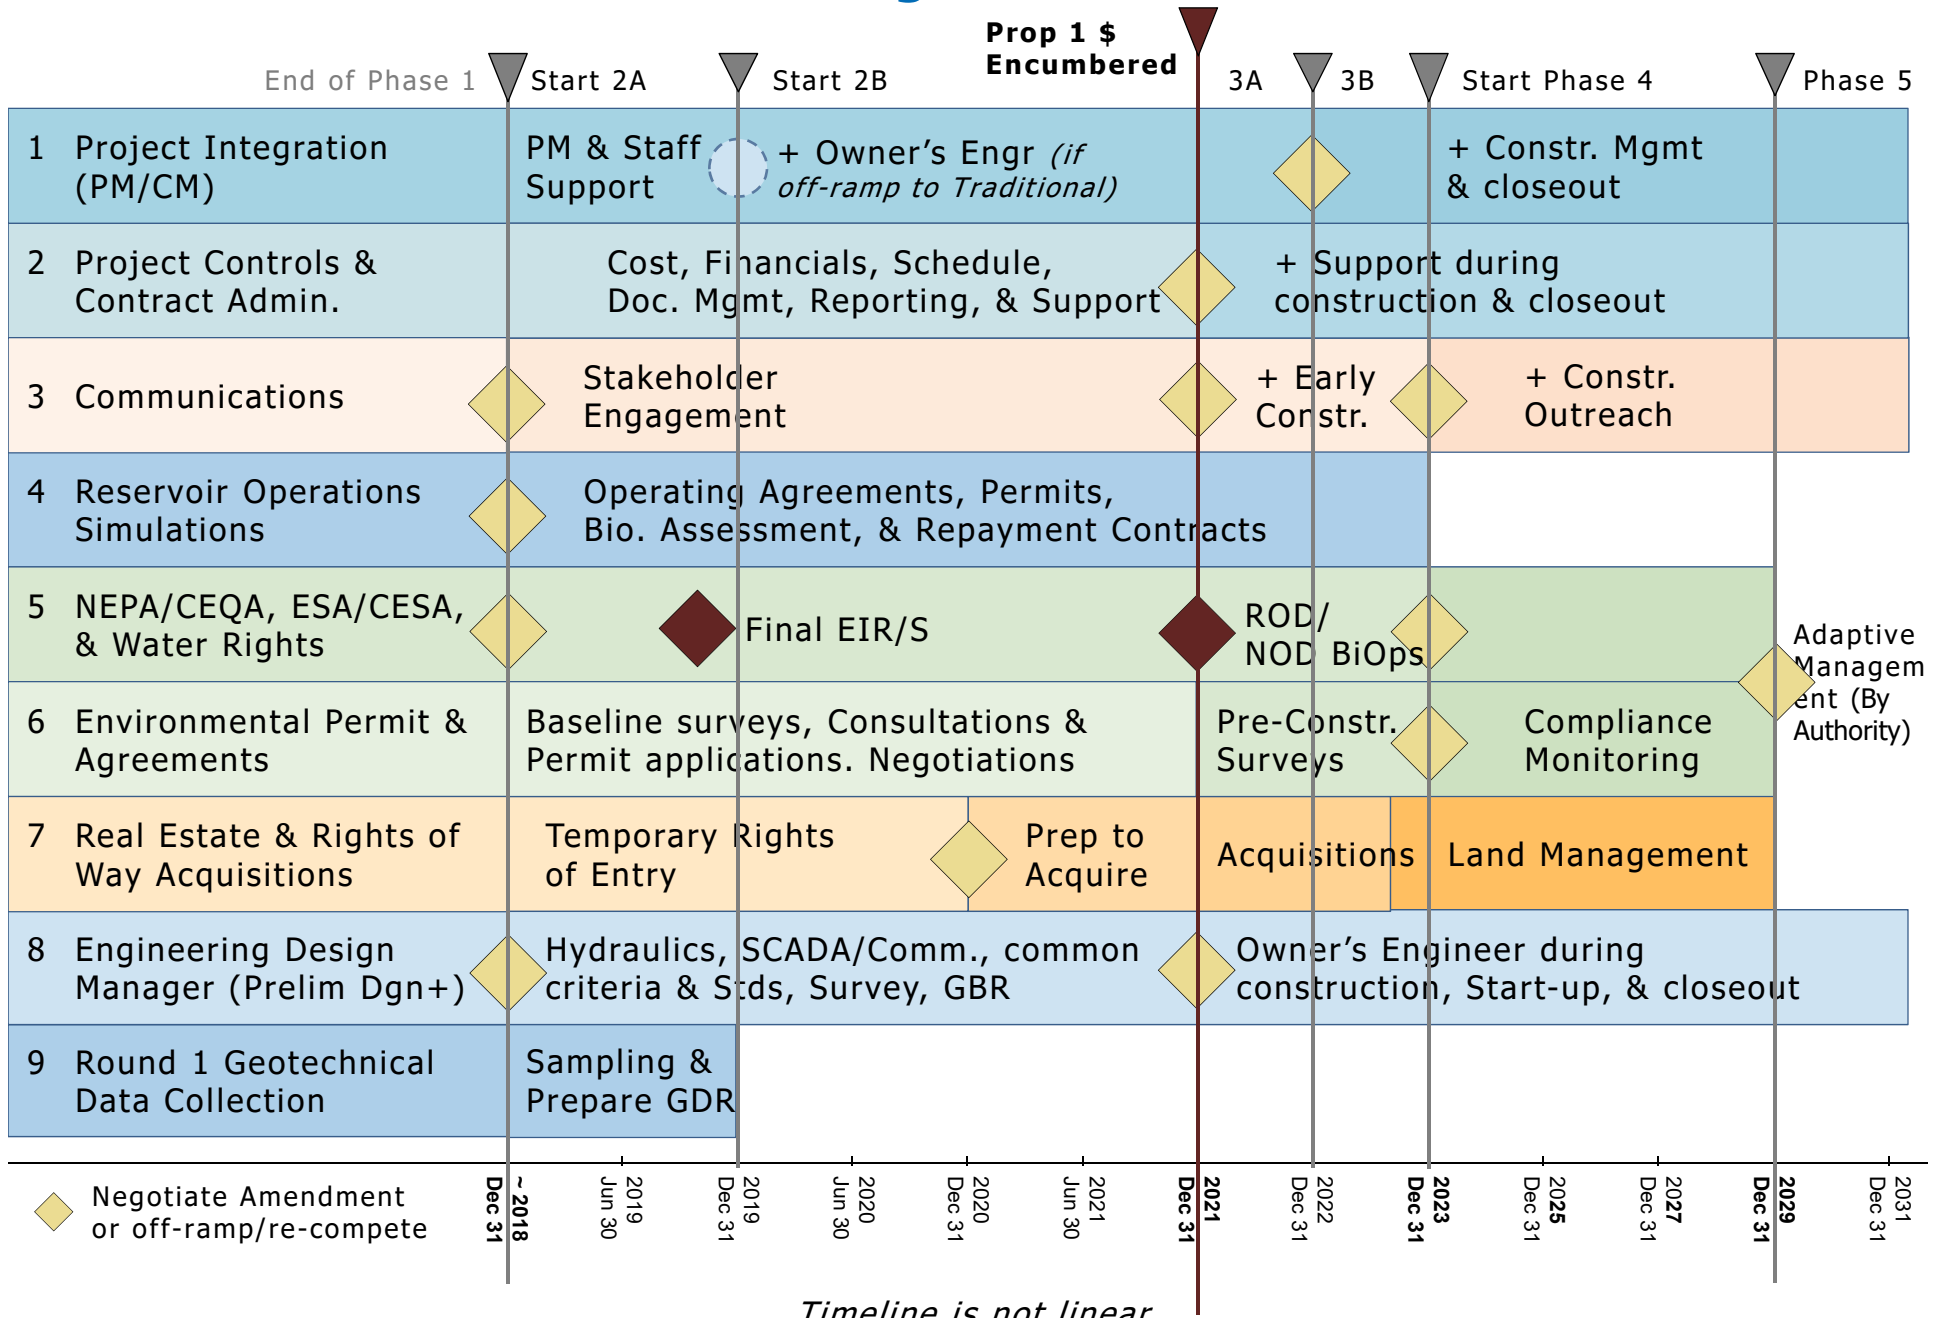 Prop 1 $
Encumbered
End of Phase 1
Start 2A
Start 2B
3A
3B
Start Phase 4
Phase 5
1 Project Integration
(PM/CM)
PM & Staff
Support
+ Owner’s Engr (if
off-ramp to Traditional)
+ Constr. Mgmt
& closeout
2 Project Controls &
Contract Admin.
Cost, Financials, Schedule,
Doc. Mgmt, Reporting, & Support
+ Support during
construction & closeout
3 Communications
Stakeholder
Engagement
+ Early
Constr.
+ Constr.
Outreach
4 Reservoir Operations
Simulations
Operating Agreements, Permits,
Bio. Assessment, & Repayment Contracts
5 NEPA/CEQA, ESA/CESA,
& Water Rights
Final EIR/S
ROD/
NOD BiOps
Adaptive
Managem
ent (By
Authority)
6 Environmental Permit &
Agreements
Baseline surveys, Consultations &
Permit applications. Negotiations
Pre-Constr.
Surveys
Compliance
Monitoring
7 Real Estate & Rights of
Way Acquisitions
Temporary Rights
of Entry
Prep to
Acquire
Acquisitions
Land Management
8 Engineering Design
Manager (Prelim Dgn+)
Hydraulics, SCADA/Comm., common
criteria & Stds, Survey, GBR
Owner’s Engineer during
construction, Start-up, & closeout
9 Round 1 Geotechnical
Data Collection
Sampling &
Prepare GDR
Negotiate Amendment
or off-ramp/re-compete
~ 2018
Dec 31
2019
Jun 30
2019
Dec 31
2020
Jun 30
2020
Dec 31
2021
Jun 30
2021
Dec 31
2022
Dec 31
2023
Dec 31
2025
Dec 31
2027
Dec 31
2029
Dec 31
2031
Dec 31
Timeline is not linear